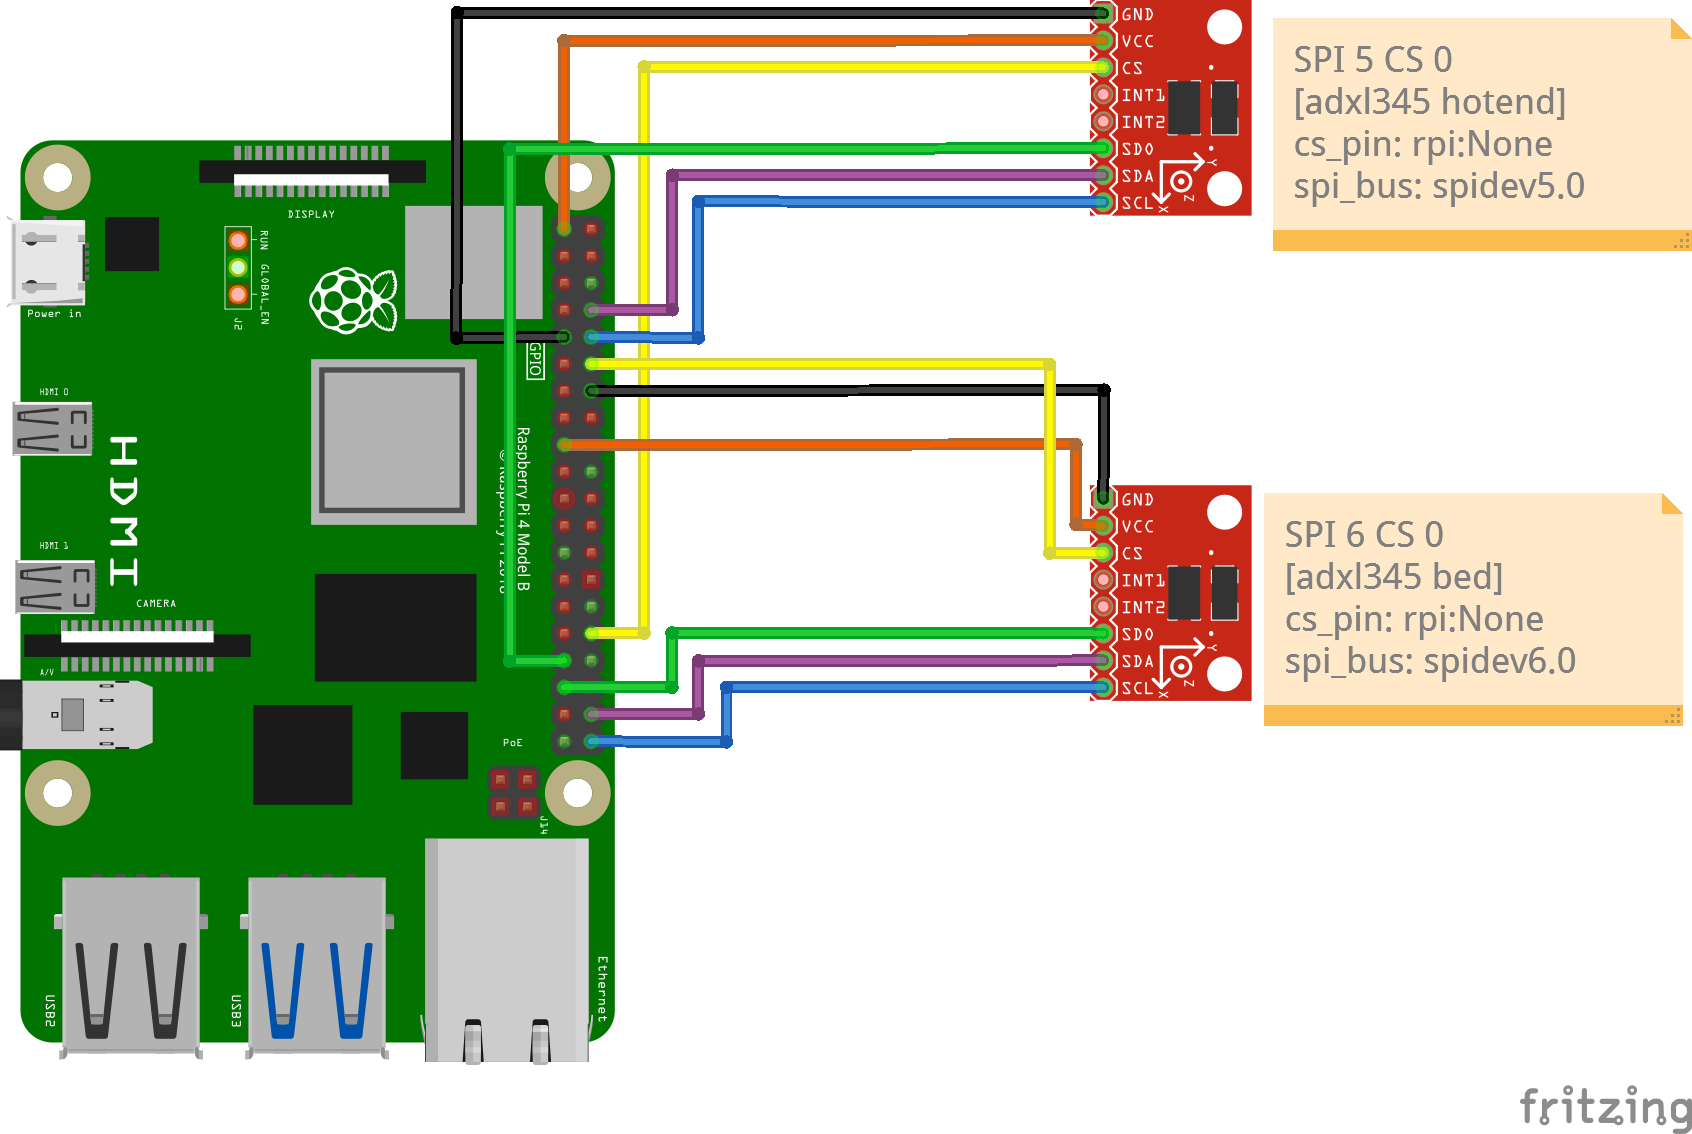 GND
VCC
CS
INT1
INT2
SDO
SDA
SCL
Y
X
Z
SPI 5 CS 0
[adxl345 hotend]
cs_pin: rpi:None
spi_bus: spidev5.0
DISPLAY
RUN
GLOBAL_EN
J2
Power in
GPIO
HDMI 0
HDMI
HDMI 1
Raspberry Pi 4 Model B
CAMERA
A/V
PoE
J14
GND
VCC
CS
INT1
INT2
SDO
SDA
SCL
Y
X
Z
SPI 6 CS 0
[adxl345 bed]
cs_pin: rpi:None
spi_bus: spidev6.0
USB2
USB3
Ethernet
fritzing